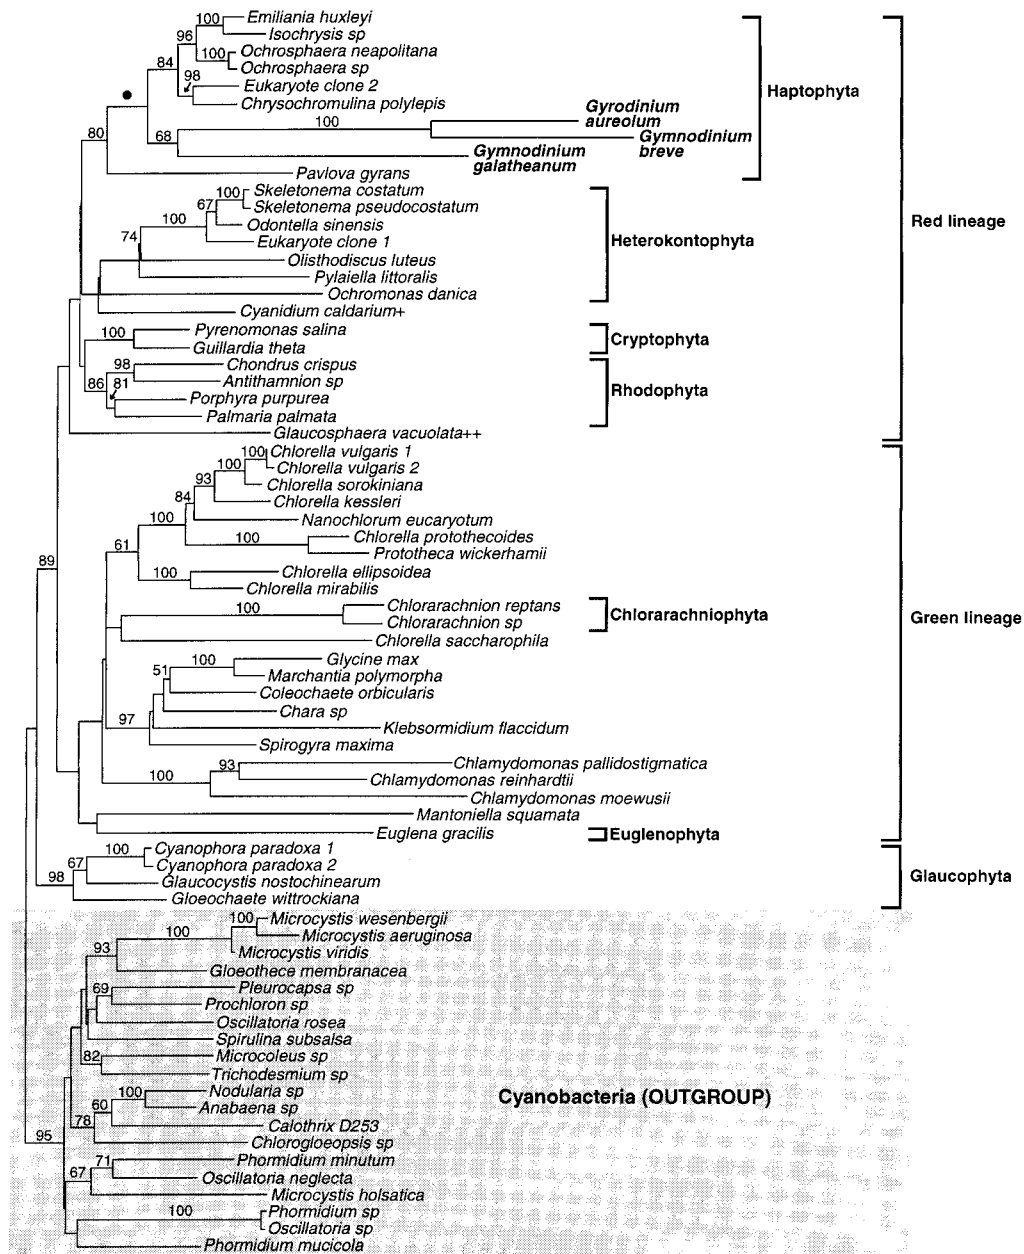 100
Emiliania huxleyi
96
Isochrysis sp
Ochrosphaera neapolitana
100
84
Ochrosphaera sp
98
Eukaryote clone 2
Chrysochromulina polylepis
Haptophyta
100
Gyrodinium
aureolum
80
68
Gymnodinium
breve
Gymnodinium
galatheanum
Pavlova gyrans
Skeletonema costatum
100
67
Skeletonema pseudocostatum
100
Odontella sinensis
Red lineage
74
Eukaryote clone 1
Heterokontophyta
Olisthodiscus luteus
Pylaiella littoralis
Ochromonas danica
Cyanidium caldarium+
Pyrenomonas salina
100
Cryptophyta
Guillardia theta
98
Chondrus crispus
86
81
Antithamnion sp
Rhodophyta
Porphyra purpurea
Palmaria palmata
Glaucosphaera vacuolata++
100
Chlorella vulgaris 1
100
Chlorella vulgaris 2
93
Chlorella sorokiniana
84
Chlorella kessleri
100
Nanochlorum eucaryotum
100
Chlorella protothecoides
61
Prototheca wickerhamii
89
100
Chlorella ellipsoidea
Chlorella mirabilis
100
Chlorarachnion reptans
Chlorarachniophyta
Green lineage
Chlorarachnion sp
Chlorella saccharophila
100
Glycine max
51
Marchantia polymorpha
Coleochaete orbicularis
Chara sp
97
Klebsormidium flaccidum
Spirogyra maxima
93
Chlamydomonas pallidostigmatica
100
Chlamydomonas reinhardtii
Chlamydomonas moewusii
Mantoniella squamata
Euglena gracilis
Euglenophyta
100
Cyanophora paradoxa 1
67
Cyanophora paradoxa 2
98
Glaucocystis nostochinearum
Glaucophyta
Gloeochaete wittrockiana
100
Microcystis wesenbergii
100
Microcystis aeruginosa
93
Microcystis viridis
Gloeothece membranacea
69
Pleurocapsa sp
Prochloron sp
Oscillatoria rosea
Spirulina subsalsa
82
Microcoleus sp
Trichodesmium sp
100
Nodularia sp
60
Anabaena sp
Cyanobacteria (OUTGROUP)
78
Calothrix D253
95
Chlorogloeopsis sp
71
Phormidium minutum
67
Oscillatoria neglecta
Microcystis holsatica
100
Phormidium sp
Oscillatoria sp
Phormidium mucicola